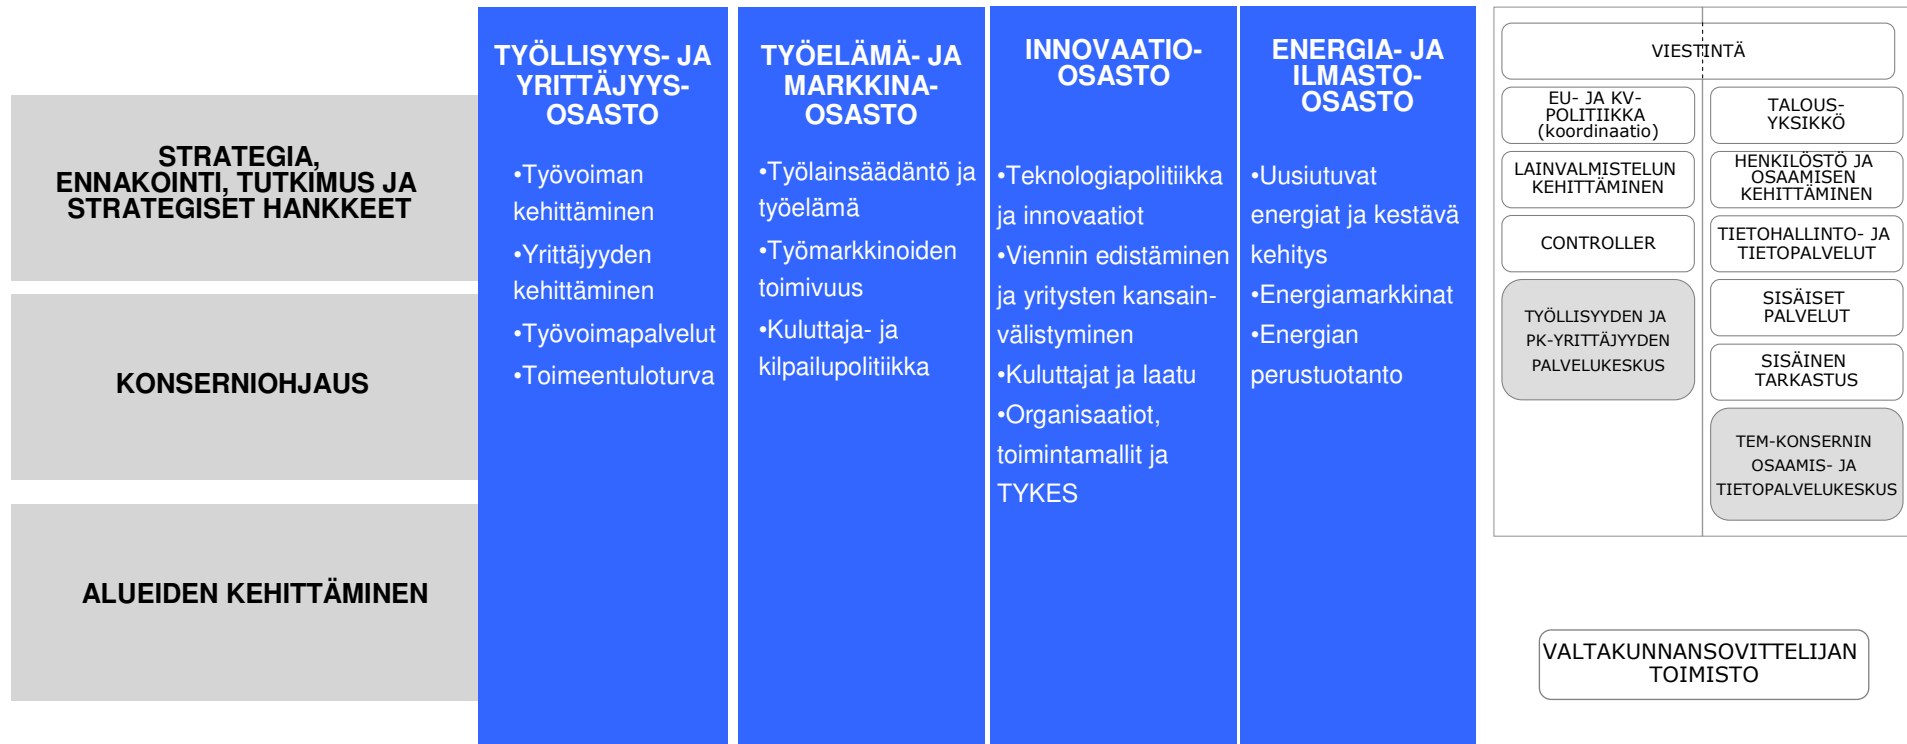 STRATEGIA,
ENNAKOINTI, TUTKIMUS JA
STRATEGISET HANKKEET
KONSERNIOHJAUS
ALUEIDEN KEHITTÄMINEN
TYÖLLISYYS- JA
YRITTÄJYYS-
OSASTO
•Työvoiman
kehittäminen
•Yrittäjyyden
kehittäminen
•Työvoimapalvelut
•Toimeentuloturva
TYÖELÄMÄ- JA
MARKKINA-
OSASTO
•Työlainsäädäntö ja
työelämä
•Työmarkkinoiden
toimivuus
•Kuluttaja- ja
kilpailupolitiikka
INNOVAATIO-
OSASTO
•Teknologiapolitiikka
ja innovaatiot
•Viennin edistäminen
ja yritysten kansain-
välistyminen
•Kuluttajat ja laatu
•Organisaatiot,
toimintamallit ja
TYKES
ENERGIA- JA
ILMASTO-
OSASTO
•Uusiutuvat
energiat ja kestävä
kehitys
•Energiamarkkinat
•Energian
perustuotanto
VIESTINTÄ
EU- JA KV-
POLITIIKKA
(koordinaatio)
LAINVALMISTELUN
KEHITTÄMINEN
CONTROLLER
TYÖLLISYYDEN JA
PK-YRITTÄJYYDEN
PALVELUKESKUS
TALOUS-
YKSIKKÖ
HENKILÖSTÖ JA
OSAAMISEN
KEHITTÄMINEN
TIETOHALLINTO- JA
TIETOPALVELUT
SISÄISET
PALVELUT
SISÄINEN
TARKASTUS
TEM-KONSERNIN
OSAAMIS- JA
TIETOPALVELUKESKUS
VALTAKUNNANSOVITTELIJAN
TOIMISTO